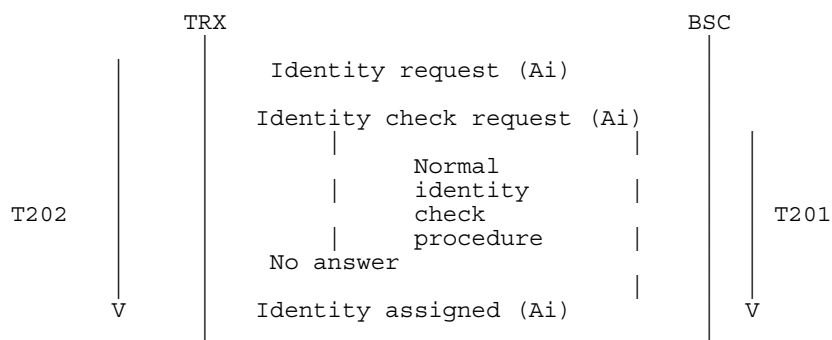 TRX BSC
Identity request (Ai)
Identity check request (Ai)
Normal
identity
T202 check T201
procedure
No answer
V Identity assigned (Ai) V